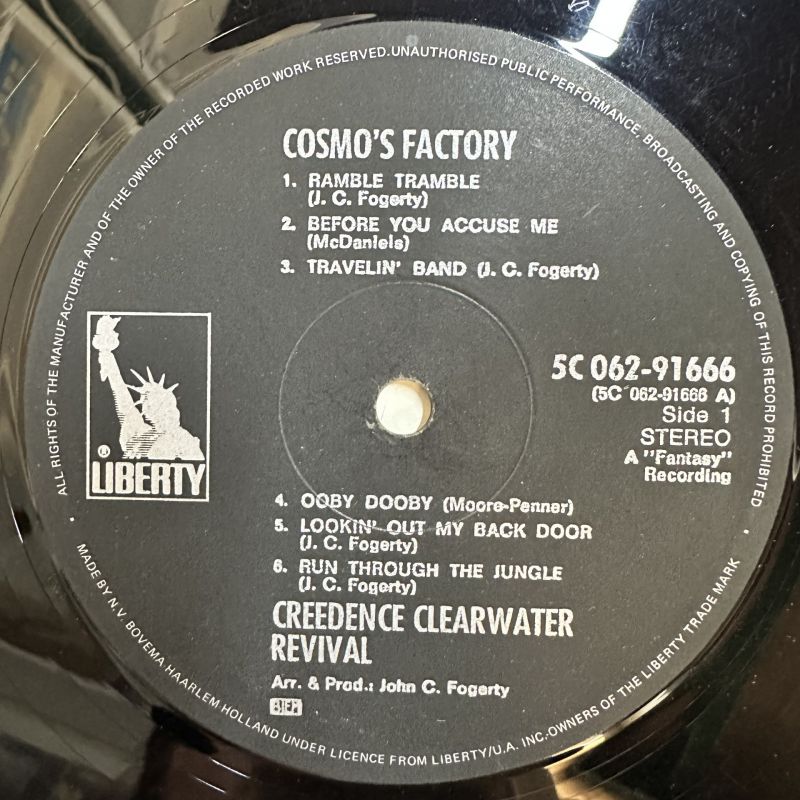 ALL RIGHTS OF THE MANUFACTURER AND OF THE OWNER OF THE RECORDED WORK RESERVED. UNAUTHORISED PUBLIC PERFORMANCE, BROADCASTING AND COPYING OF THIS RECORD PROHIBITED
COSMO'S FACTORY
1. RAMBLE TRAMBLE
(J. C. Fogerty)
2. BEFORE YOU ACCUSE ME
(McDaniels)
3. TRAVELIN' BAND (J. C. Fogerty)
5C 062-91666
(5C 062-91666 A)
Side 1
STEREO
A "Fantasy"
Recording
®
LIBERTY
4. OOBY DOOBY (Moore-Penner)
5. LOOKIN' OUT MY BACK DOOR
(J. C. Fogerty)
6. RUN THROUGH THE JUNGLE
(J. C. Fogerty)
CREEDENCE CLEARWATER
REVIVAL
Arr. & Prod.: John C. Fogerty
BIEM
MADE BY N.V. BOVEMA HAARLEM HOLLAND UNDER LICENCE FROM LIBERTY/U.A. INC.-OWNERS OF THE LIBERTY TRADE MARK